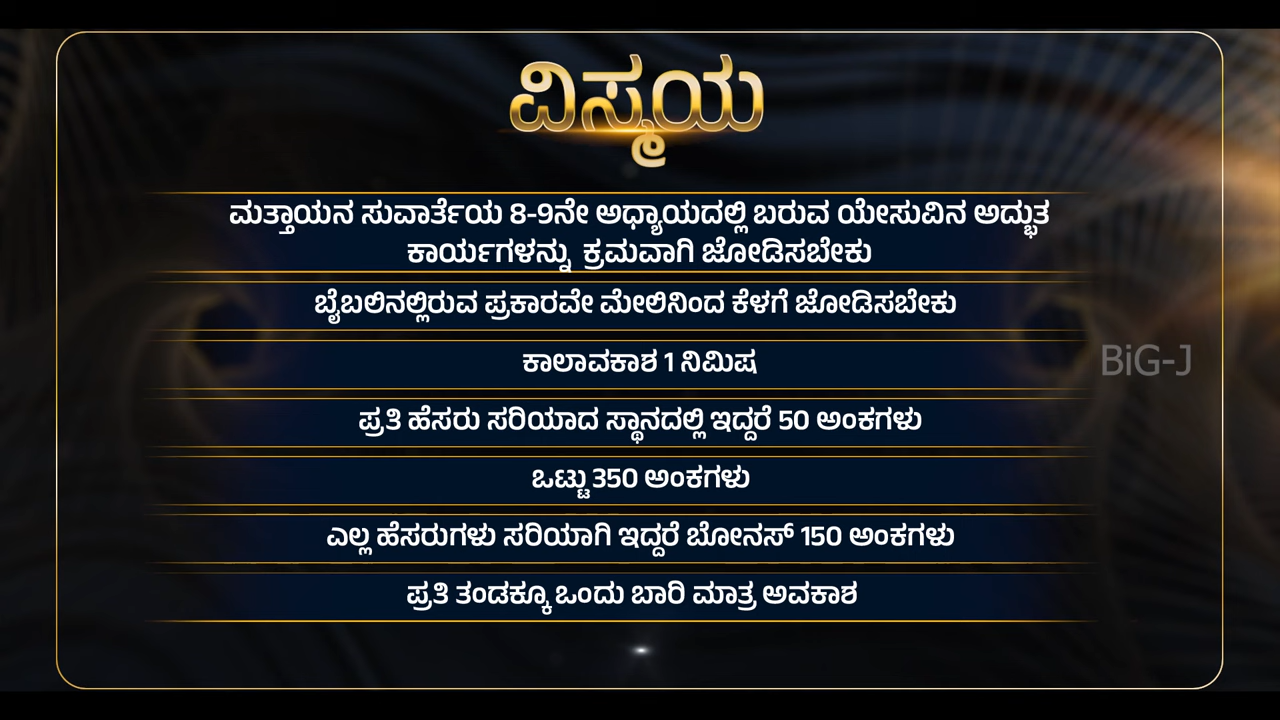 ವಿಸ್ಮಯ
ಮತ್ತಾಯನ ಸುವಾರ್ತೆಯ 8-9ನೇ ಅಧ್ಯಾಯದಲ್ಲಿ ಬರುವ ಯೇಸುವಿನ ಅದ್ಭುತ
ಕಾರ್ಯಗಳನ್ನು ಕ್ರಮವಾಗಿ ಜೋಡಿಸಬೇಕು
ಬೈಬಲಿನಲ್ಲಿರುವ ಪ್ರಕಾರವೇ ಮೇಲಿನಿಂದ ಕೆಳಗೆ ಜೋಡಿಸಬೇಕು
ಕಾಲಾವಕಾಶ 1 ನಿಮಿಷ
BiG-J
ಪ್ರತಿ ಹೆಸರು ಸರಿಯಾದ ಸ್ಥಾನದಲ್ಲಿ ಇದ್ದರೆ 50 ಅಂಕಗಳು
ಒಟ್ಟು 350 ಅಂಕಗಳು
ಎಲ್ಲ ಹೆಸರುಗಳು ಸರಿಯಾಗಿ ಇದ್ದರೆ ಬೋನಸ್ 150 ಅಂಕಗಳು
ಪ್ರತಿ ತಂಡಕ್ಕೂ ಒಂದು ಬಾರಿ ಮಾತ್ರ ಅವಕಾಶ